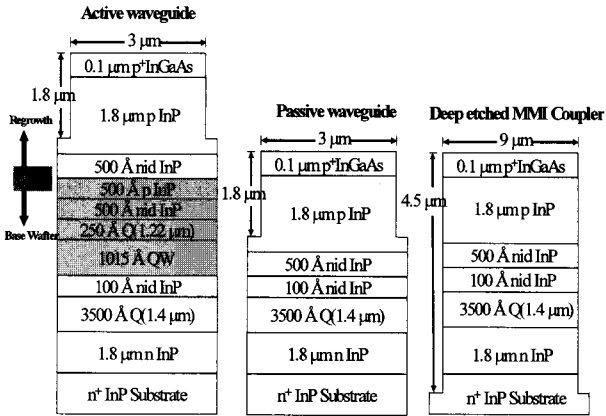 Active waveguide
3 µm
0.1 µm p⁺InGaAs
1.8 µm
1.8 µm p InP
Regrowth
500 Å nid InP
500 Å p InP
500 Å nid InP
250 Å Q(1.22 µm)
Base Wafter
1015 Å QW
100 Å nid InP
3500 Å Q(1.4 µm)
1.8 µm n InP
n⁺ InP Substrate
Passive waveguide
3 µm
0.1 µm p⁺InGaAs
1.8 µm
1.8 µm p InP
500 Å nid InP
100 Å nid InP
3500 Å Q(1.4 µm)
1.8 µm n InP
n⁺ InP Substrate
Deep etched MMI Coupler
9 µm
0.1 µm p⁺InGaAs
4.5 µm
1.8 µm p InP
500 Å nid InP
100 Å nid InP
3500 Å Q(1.4 µm)
1.8 µm n InP
n⁺ InP Substrate